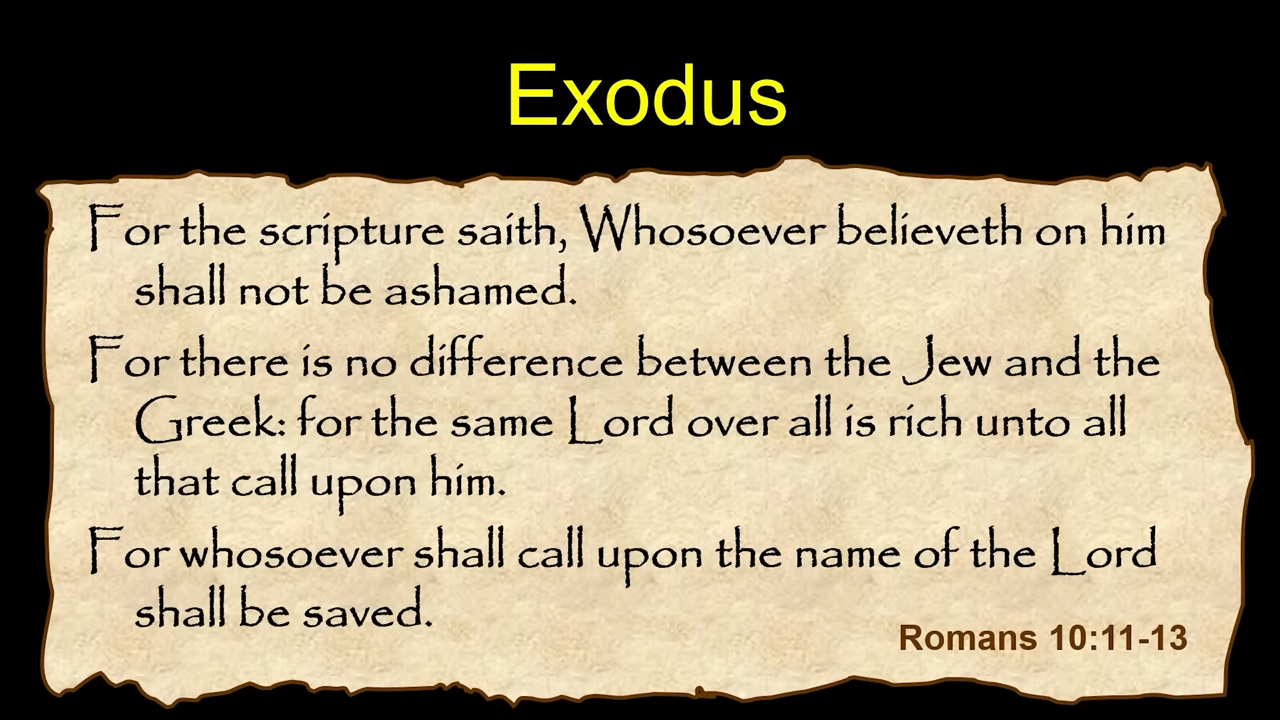 Exodus
For the scripture saith, Whosoever believeth on him
shall not be ashamed.
For there is no difference between the Jew and the
Greek: for the same Lord over all is rich unto all
that call upon him.
For whosoever shall call upon the name of the Lord
shall be saved.
Romans 10:11-13